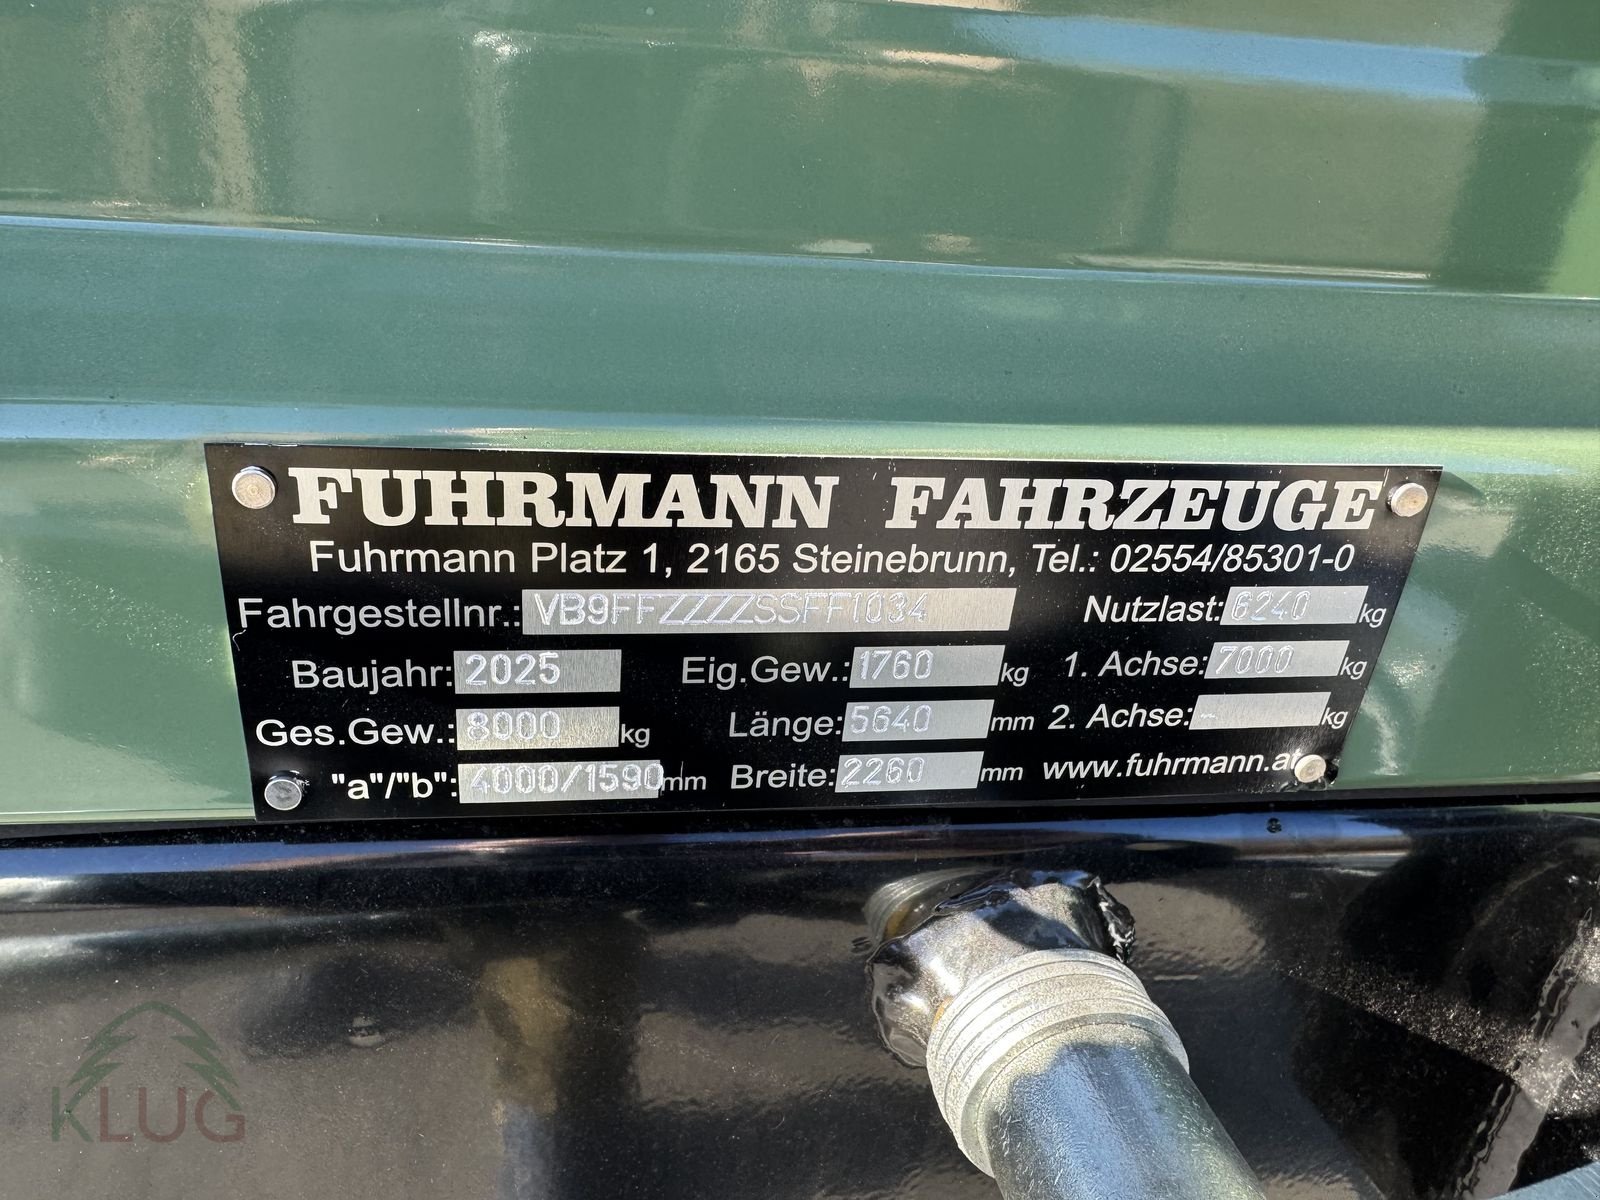 FUHRMANN FAHRZEUGE
Fuhrmann Platz 1, 2165 Steinebrunn, Tel.: 02554/85301-0
Fahrgestellnr.: VB9FFZZZZSSFF1034 Nutzlast: 6240 kg
Baujahr: 2025 Eig.Gew.: 1760 kg 1. Achse: 7000 kg
Ges.Gew.: 8000 kg Länge: 5640 mm 2. Achse: - kg
"a"/"b": 4000/1590 mm Breite: 2260 mm www.fuhrmann.at
KLUG